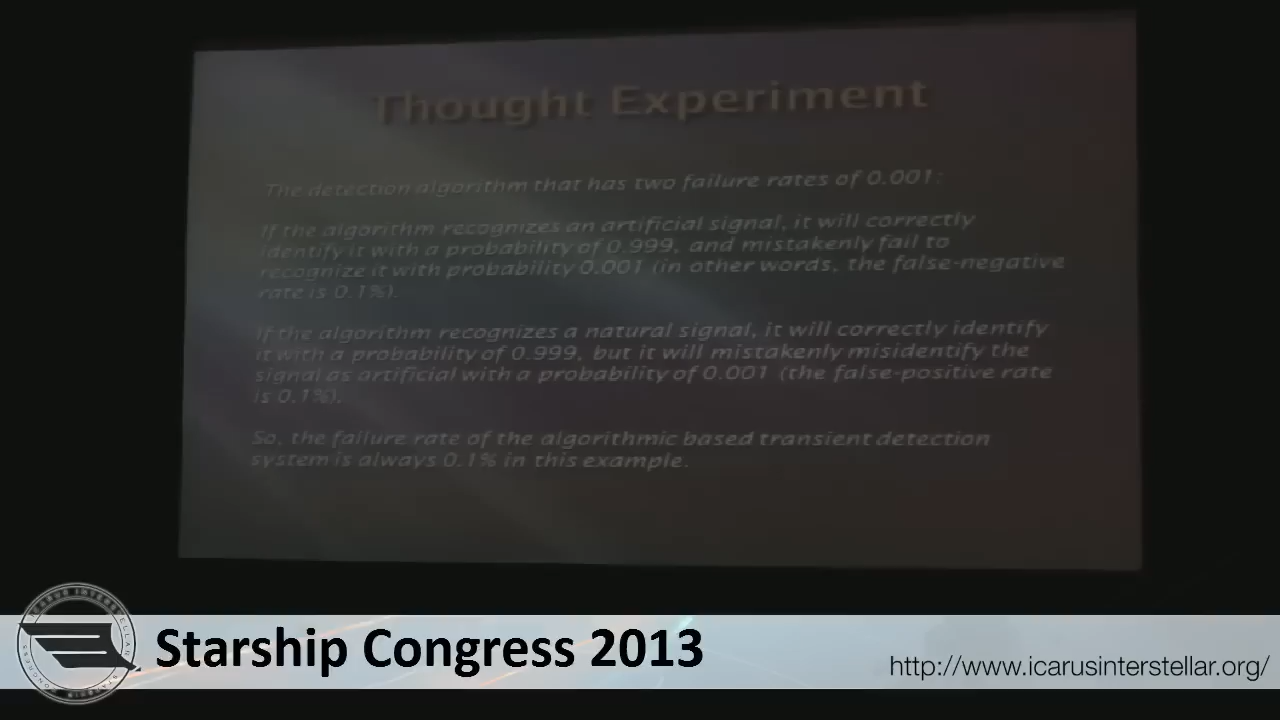 Thought Experiment
The detection algorithm that has two failure rates of 0.001:
If the algorithm recognizes an artificial signal, it will correctly
identify it with a probability of 0.999, and mistakenly fail to
recognize it with probability 0.001 (in other words, the false-negative
rate is 0.1%).
If the algorithm recognizes a natural signal, it will correctly identify
it with a probability of 0.999, but it will mistakenly misidentify the
signal as artificial with a probability of 0.001 (the false-positive rate
is 0.1%).
So, the failure rate of the algorithmic based transient detection
system is always 0.1% in this example.
ICARUS INTERSTELLAR
STARSHIP CONGRESS
Starship Congress 2013
http://www.icarusinterstellar.org/